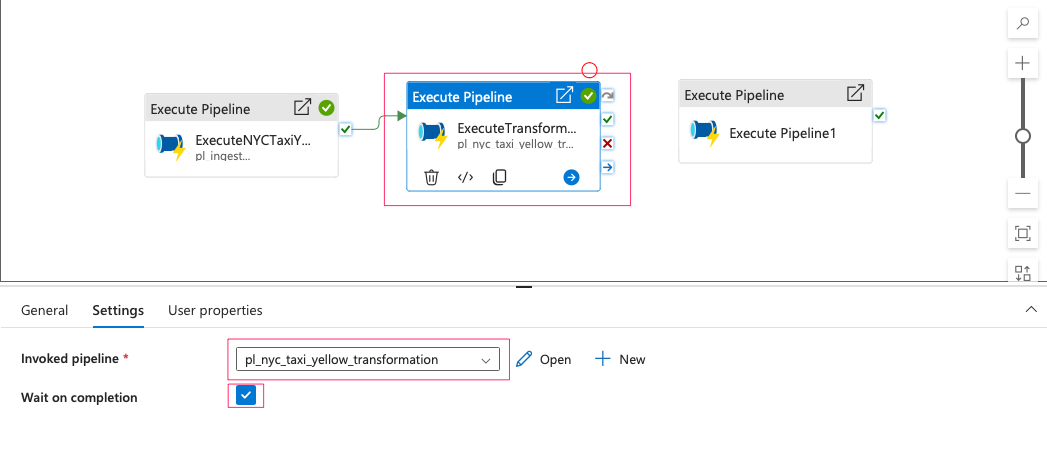 Execute Pipeline
ExecuteNYCTaxiY...
pl_ingest...
Execute Pipeline
ExecuteTransform...
pl_nyc_taxi_yellow_tr...
Execute Pipeline
Execute Pipeline1
General
Settings
User properties
Invoked pipeline *
pl_nyc_taxi_yellow_transformation
Open
New
Wait on completion